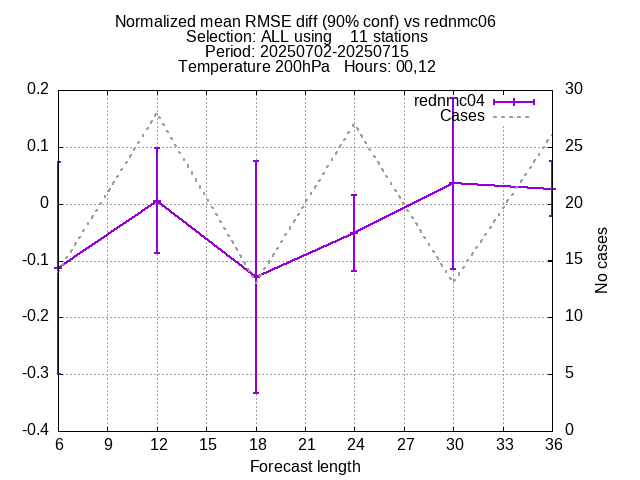 Normalized mean RMSE diff (90% conf) vs rednmc06
Selection: ALL using    11 stations
Period: 20250702-20250715
Temperature 200hPa   Hours: 00,12
rednmc04
Cases
0.2
0.1
0
-0.1
-0.2
-0.3
-0.4
30
25
20
15
10
5
0
No cases
6 9 12 15 18 21 24 27 30 33 36
Forecast length